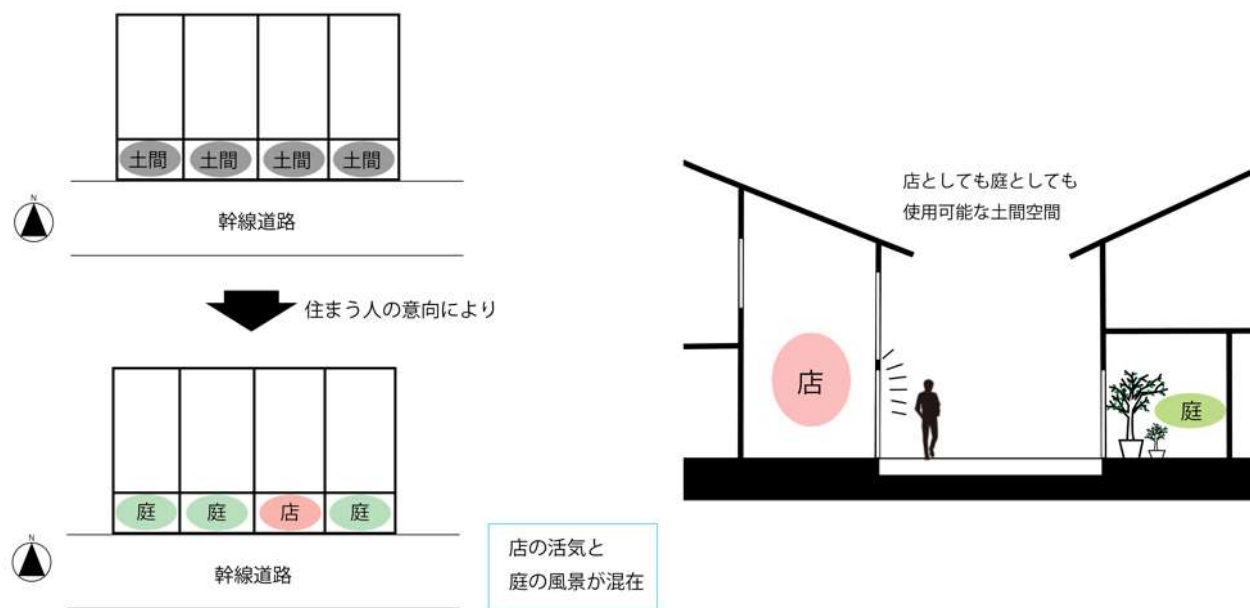 土間 土間 土間 土間
N
幹線道路
住まう人の意向により
庭 庭 店 庭
N
幹線道路
店の活気と
庭の風景が混在
店としても庭としても
使用可能な土間空間
店
庭